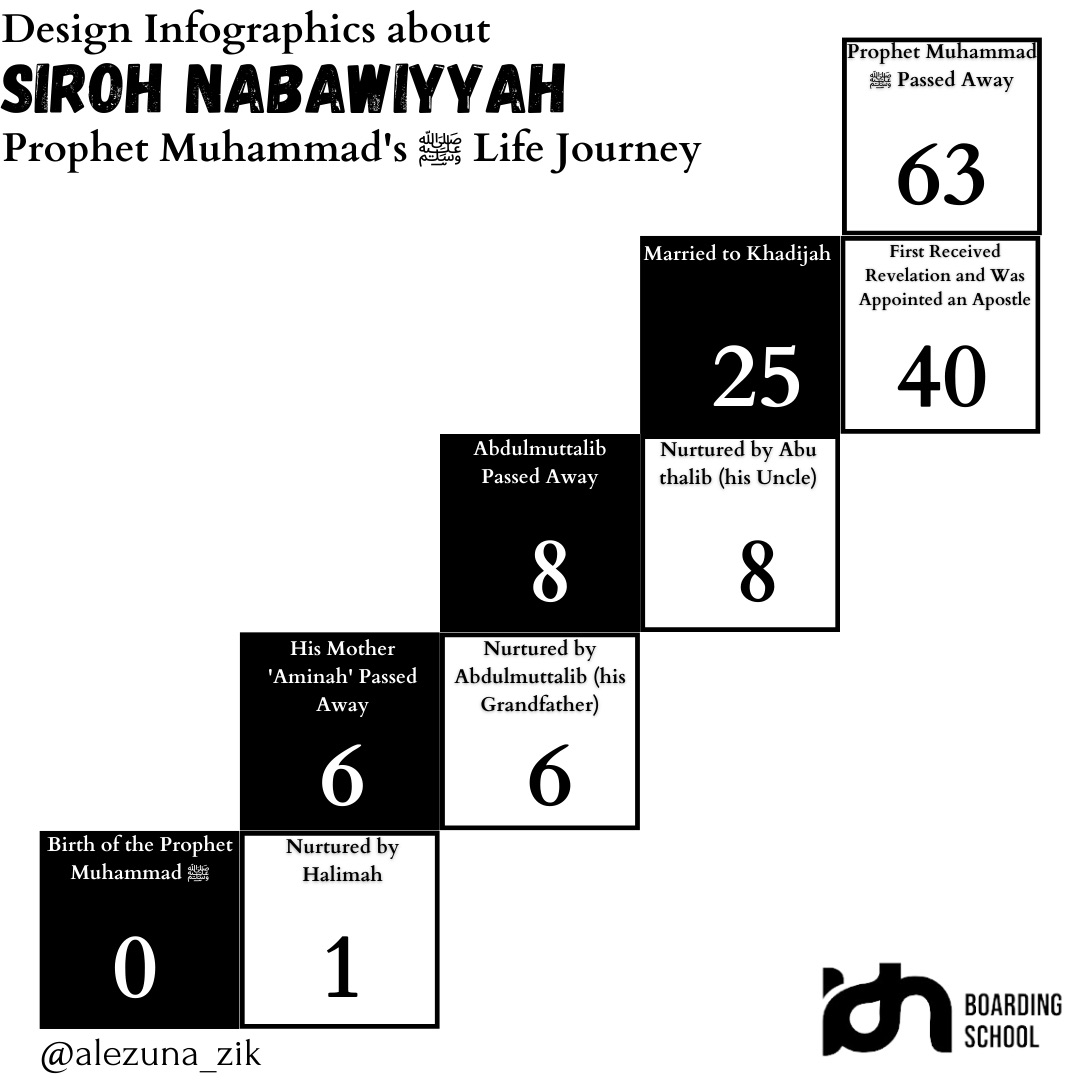 Design Infographics about
SIROH NABAWIYYAH
Prophet Muhammad's ﷺ Life Journey
Prophet Muhammad
ﷺ Passed Away
63
Married to Khadijah
25
First Received
Revelation and Was
Appointed an Apostle
40
Abdulmuttalib
Passed Away
8
Nurtured by Abu
thalib (his Uncle)
8
His Mother
'Aminah' Passed
Away
6
Nurtured by
Abdulmuttalib (his
Grandfather)
6
Birth of the Prophet
Muhammad ﷺ
0
Nurtured by
Halimah
1
BOARDING
SCHOOL
@alezuna_zik